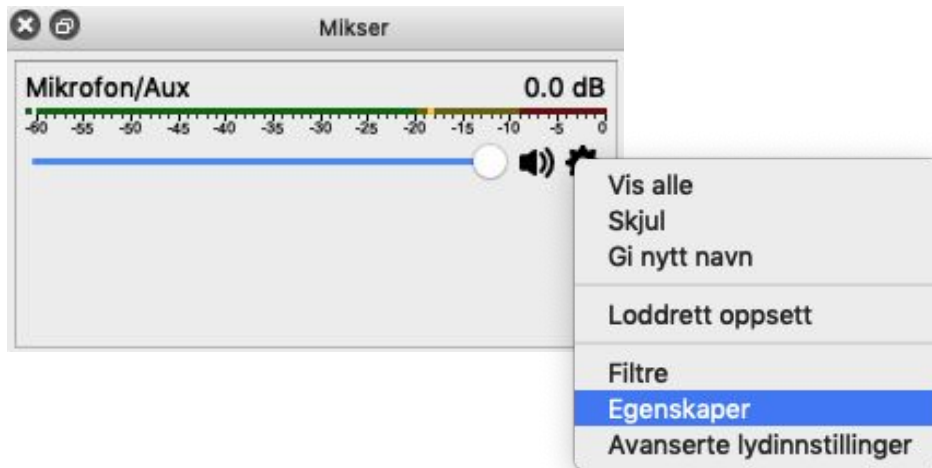 Mikser
Mikrofon/Aux 0.0 dB
-60 -55 -50 -45 -40 -35 -30 -25 -20 -15 -10 -5 0
Vis alle
Skjul
Gi nytt navn
Loddrett oppsett
Filtre
Egenskaper
Avanserte lydinnstillinger